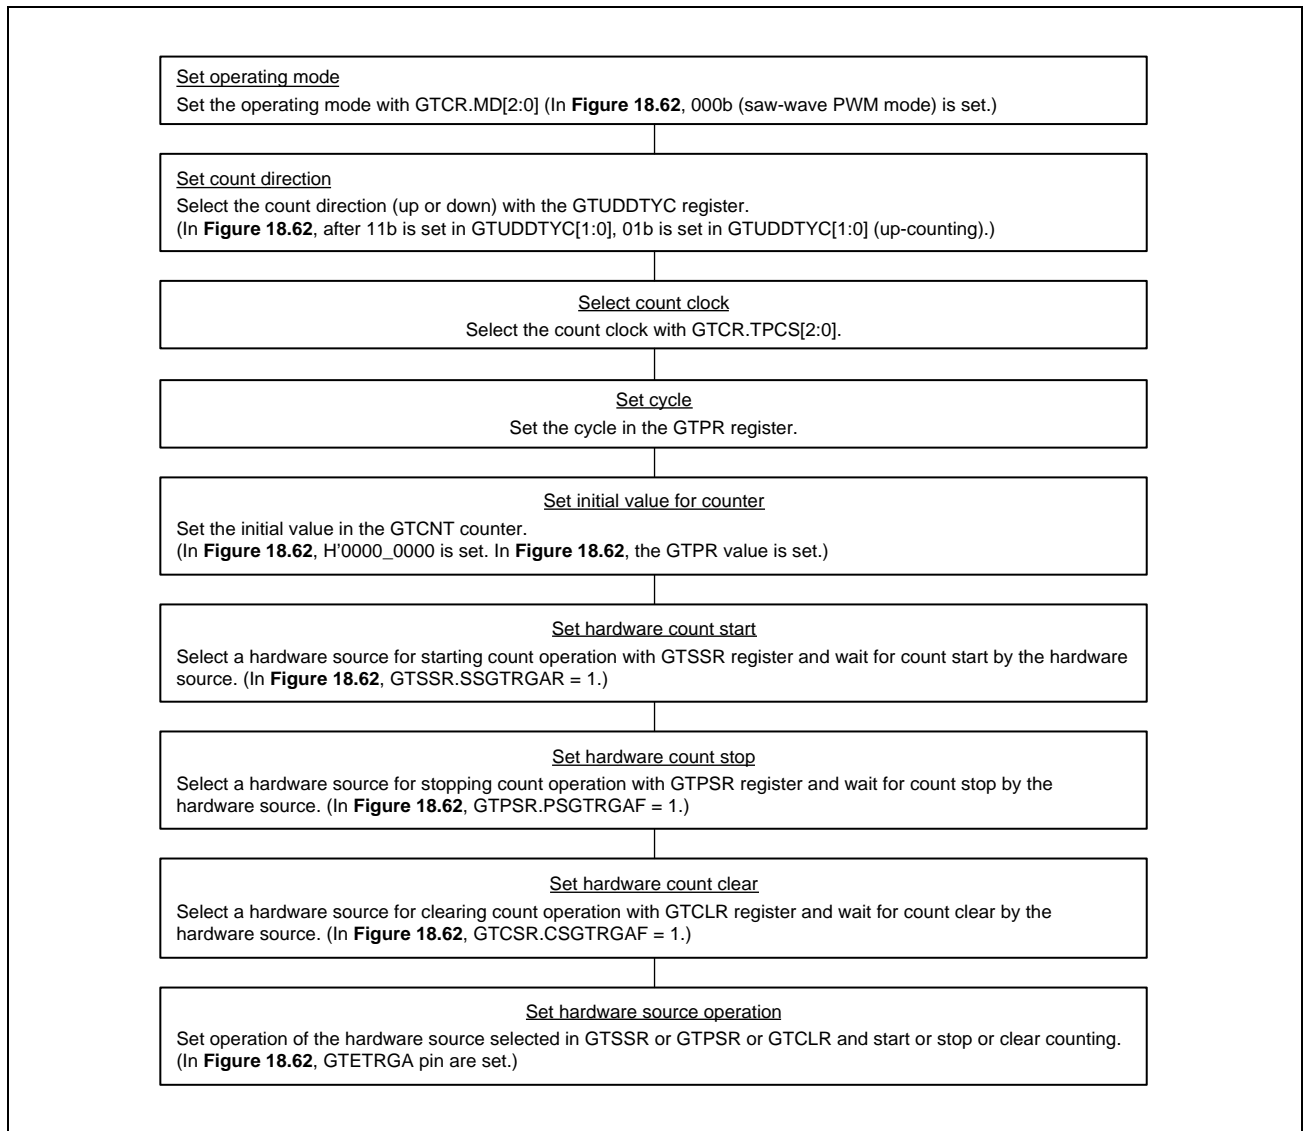 Set operating mode
Set the operating mode with GTCR.MD[2:0] (In Figure 18.62, 000b (saw-wave PWM mode) is set.)
Set count direction
Select the count direction (up or down) with the GTUDDTYC register.
(In Figure 18.62, after 11b is set in GTUDDTYC[1:0], 01b is set in GTUDDTYC[1:0] (up-counting).)
Select count clock
Select the count clock with GTCR.TPCS[2:0].
Set cycle
Set the cycle in the GTPR register.
Set initial value for counter
Set the initial value in the GTCNT counter.
(In Figure 18.62, H'0000_0000 is set. In Figure 18.62, the GTPR value is set.)
Set hardware count start
Select a hardware source for starting count operation with GTSSR register and wait for count start by the hardware
source. (In Figure 18.62, GTSSR.SSGTRGAR = 1.)
Set hardware count stop
Select a hardware source for stopping count operation with GTPSR register and wait for count stop by the
hardware source. (In Figure 18.62, GTPSR.PSGTRGAF = 1.)
Set hardware count clear
Select a hardware source for clearing count operation with GTCLR register and wait for count clear by the
hardware source. (In Figure 18.62, GTCSR.CSGTRGAF = 1.)
Set hardware source operation
Set operation of the hardware source selected in GTSSR or GTPSR or GTCLR and start or stop or clear counting.
(In Figure 18.62, GTETRGA pin are set.)